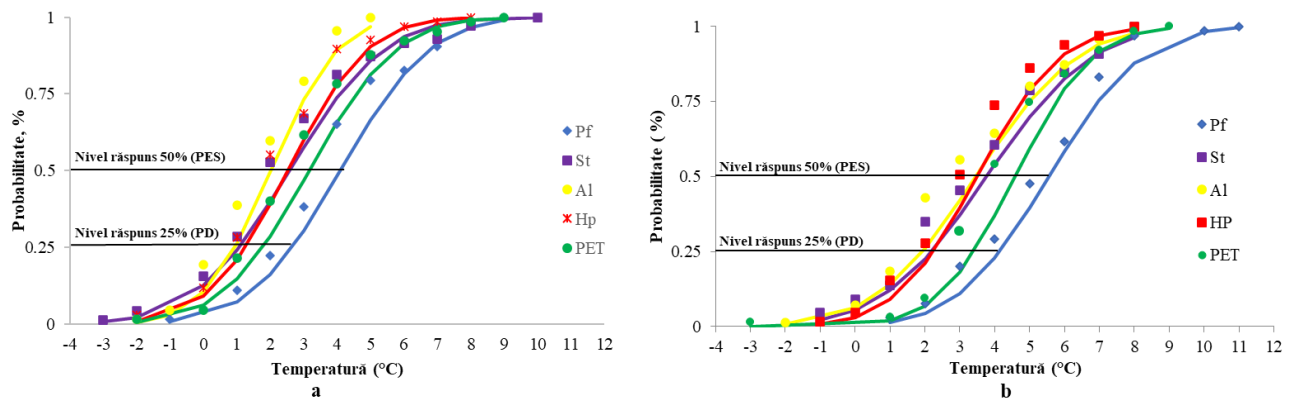 Probabilitate, %
1
0.75
0.5
0.25
0
Nivel răspuns 50% (PES)
Nivel răspuns 25% (PD)
-4 -3 -2 -1 0 1 2 3 4 5 6 7 8 9 10 11 12
Temperatură (°C)
Pf
St
Al
Hp
PET
a
Probabilitate ( %)
1
0.75
0.5
0.25
0
Nivel răspuns 50% (PES)
Nivel răspuns 25% (PD)
-4 -3 -2 -1 0 1 2 3 4 5 6 7 8 9 10 11 12
Temperatură (°C)
Pf
St
Al
HP
PET
b